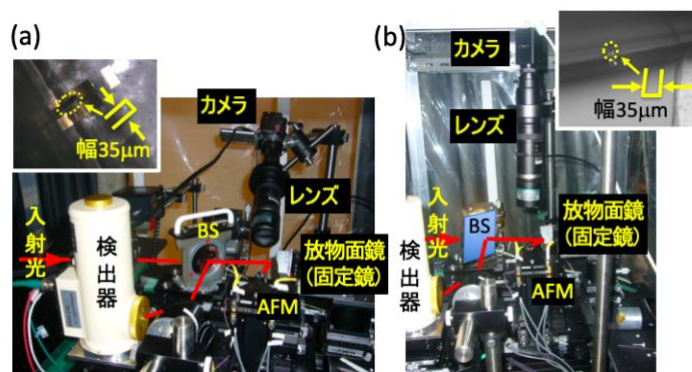 (a)
カメラ
幅35μm
レンズ
入射光
検出器
BS
放物面鏡
(固定鏡)
AFM
(b)
カメラ
幅35μm
レンズ
入射光
検出器
BS
放物面鏡
(固定鏡)
AFM